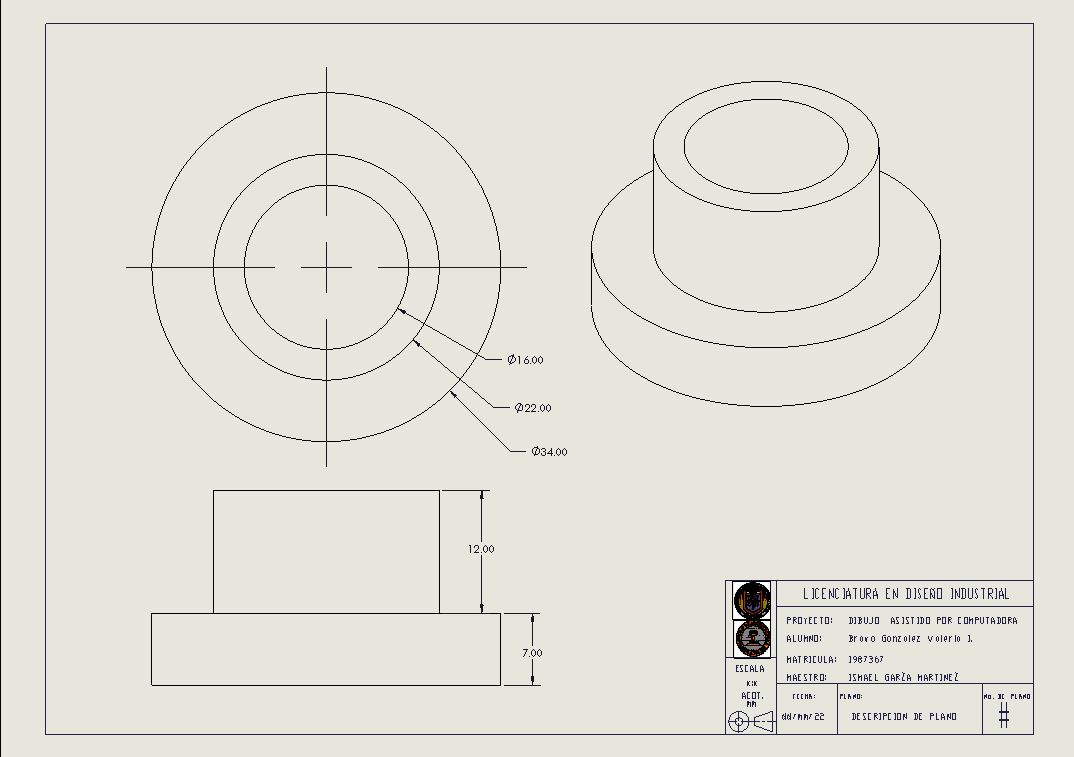 Ø16.00
Ø22.00
Ø34.00
12.00
7.00
LICENCIATURA EN DISEÑO INDUSTRIAL
PROYECTO: DIBUJO ASISTIDO POR COMPUTADORA
ALUMNO: Bravo Gonzalez Valeria I.
MATRICULA: 1987367
MAESTRO: ISMAEL GARZA MARTINEZ
ESCALA
X:X
ACOT.
MM
FECHA:
dd/mm/22
PLANO:
DESCRIPCION DE PLANO
NO. DE PLANO
#